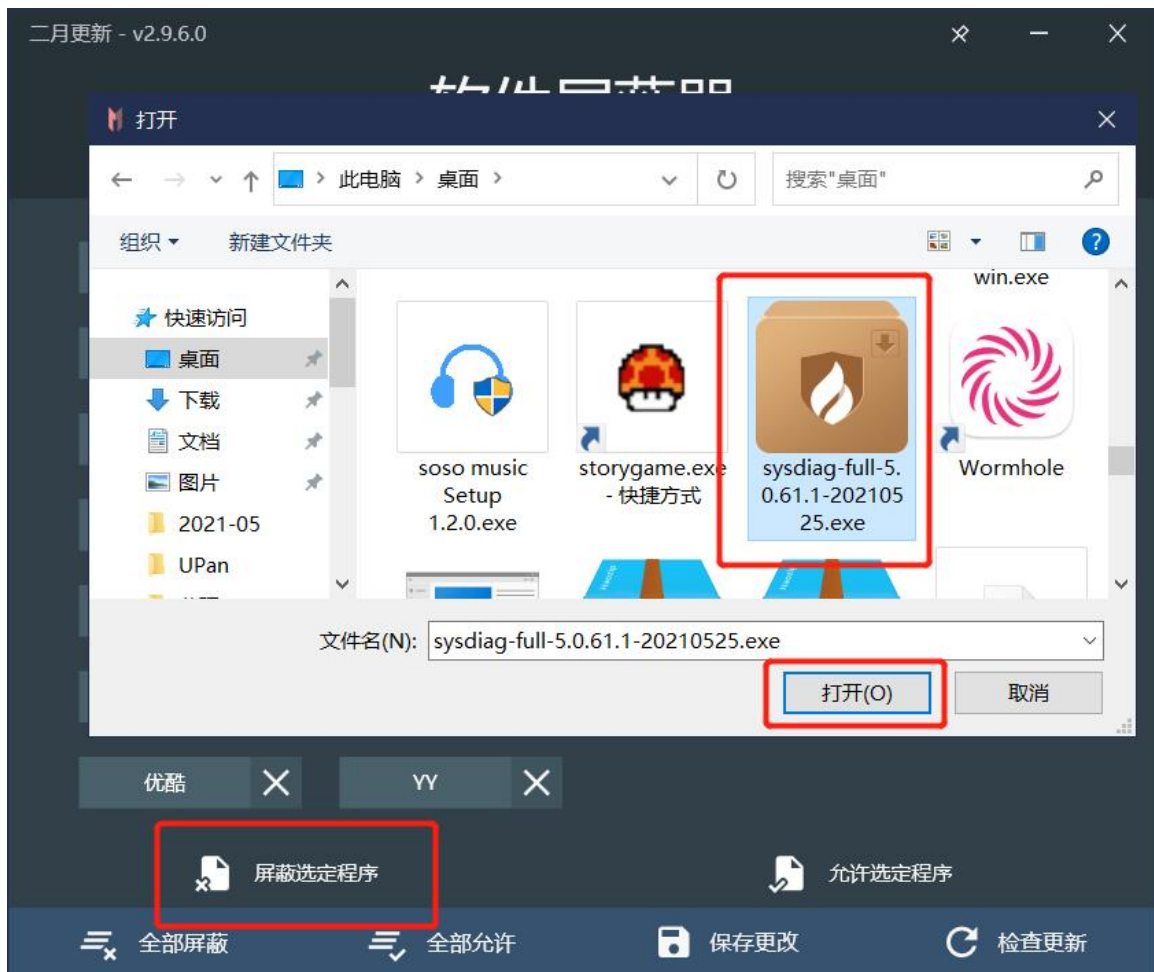 二月更新 - v2.9.6.0
软件屏蔽器
打开
此电脑 › 桌面 ›
搜索"桌面"
组织
新建文件夹
快速访问
桌面
下载
文档
图片
2021-05
UPan
win.exe
soso music
Setup
1.2.0.exe
storygame.exe
- 快捷方式
sysdiag-full-5.
0.61.1-202105
25.exe
Wormhole
文件名(N):
sysdiag-full-5.0.61.1-20210525.exe
打开(O)
取消
优酷
YY
屏蔽选定程序
允许选定程序
全部屏蔽
全部允许
保存更改
检查更新